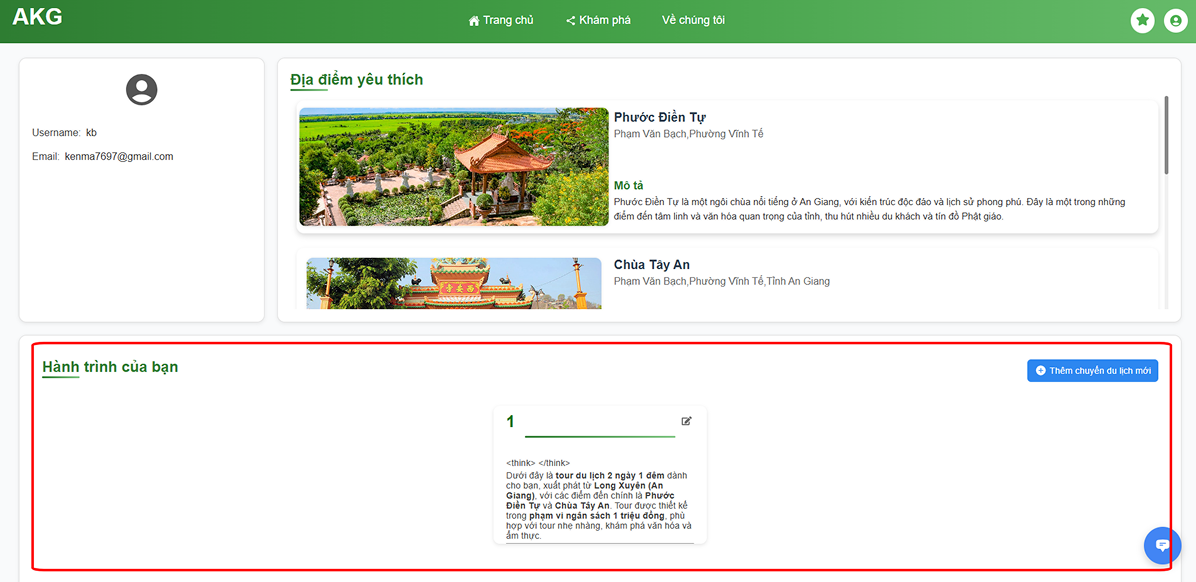 AKG
Trang chủ
Khám phá
Về chúng tôi
Username: kb
Email: kenma7697@gmail.com
Địa điểm yêu thích
Phước Điền Tự
Phạm Văn Bạch,Phường Vĩnh Tế
Mô tả
Phước Điền Tự là một ngôi chùa nổi tiếng ở An Giang, với kiến trúc độc đáo và lịch sử phong phú. Đây là một trong những
điểm đến tâm linh và văn hóa quan trọng của tỉnh, thu hút nhiều du khách và tín đồ Phật giáo.
Chùa Tây An
Phạm Văn Bạch,Phường Vĩnh Tế,Tỉnh An Giang
Hành trình của bạn
Thêm chuyến du lịch mới
1
<think> </think>
Dưới đây là tour du lịch 2 ngày 1 đêm dành
cho bạn, xuất phát từ Long Xuyên (An
Giang), với các điểm đến chính là Phước
Điền Tự và Chùa Tây An. Tour được thiết kế
trong phạm vi ngân sách 1 triệu đồng, phù
hợp với tour nhẹ nhàng, khám phá văn hóa và
ẩm thực.